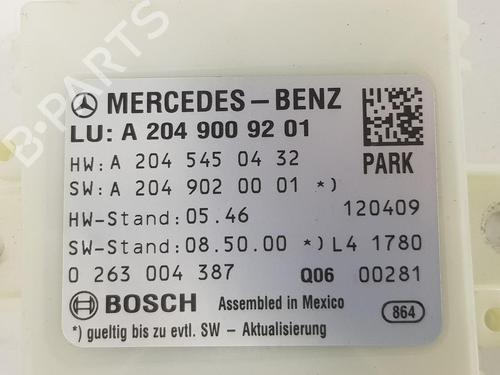 MERCEDES-BENZ
LU: A 204 900 92 01
HW: A 204 545 04 32
PARK
SW: A 204 902 00 01 *)
HW-Stand: 05.46 120409
SW-Stand: 08.50.00 *) L4 1780
0 263 004 387 Q06 00281
BOSCH Assembled in Mexico
*) gueltig bis zu evtl. SW - Aktualisierung
864
B-PARTS